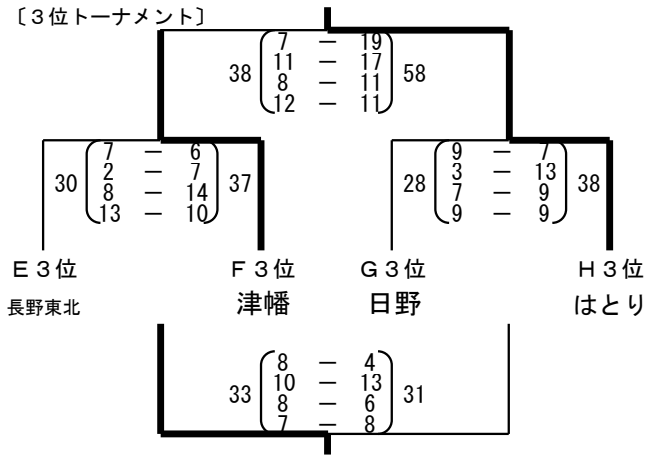 〔３位トーナメント〕
38 7 － 19 58
11 － 17
8 － 11
12 － 11
30 7 － 6 37
2 － 7
8 － 14
13 － 10
28 9 － 7 38
3 － 13
7 － 9
9 － 9
Ｅ３位 Ｆ３位 Ｇ３位 Ｈ３位
長野東北 津幡 日野 はとり
33 8 － 4 31
10 － 13
8 － 6
7 － 8